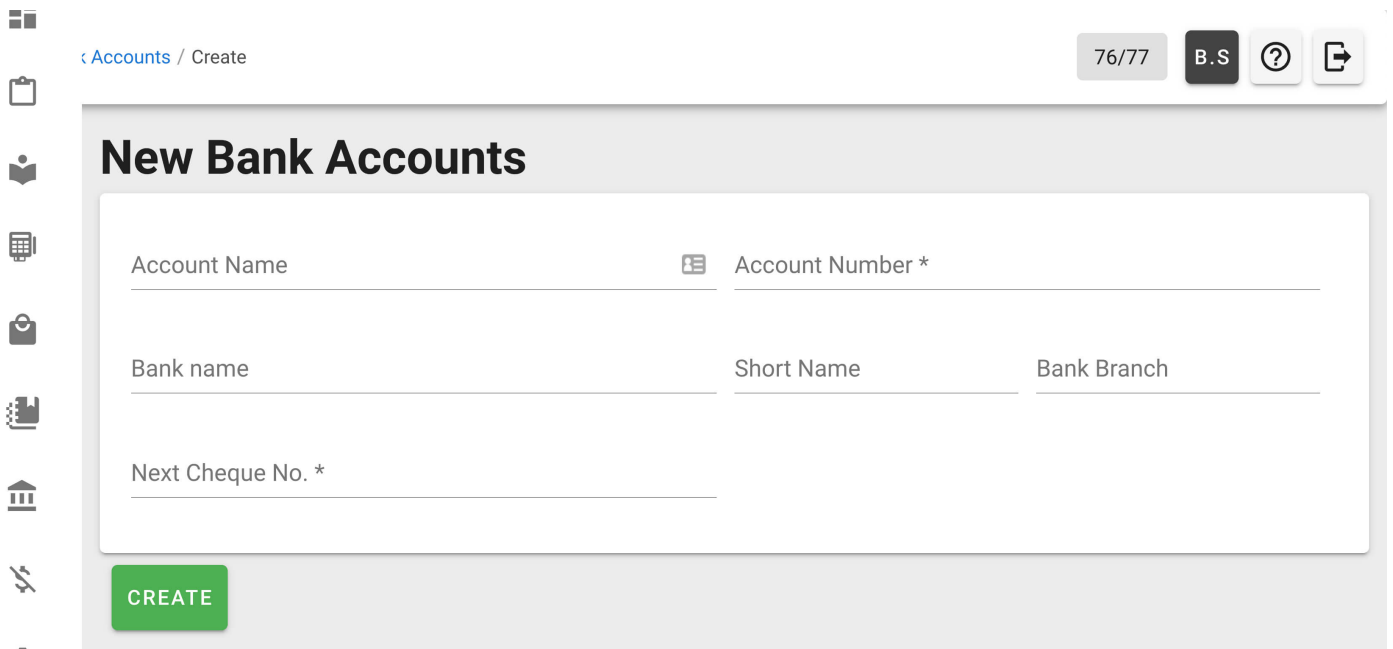 Accounts / Create
76/77
B.S
New Bank Accounts
Account Name
Account Number *
Bank name
Short Name
Bank Branch
Next Cheque No. *
CREATE